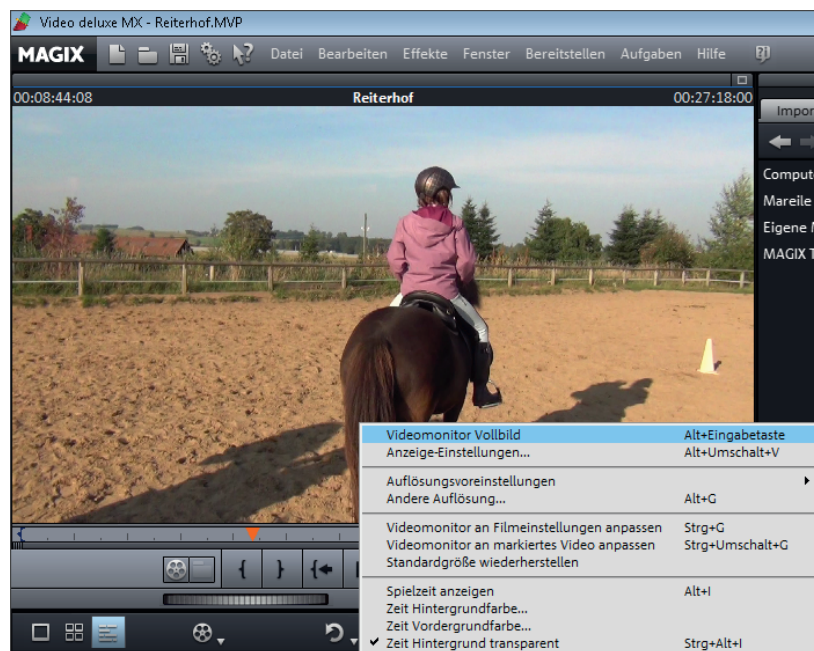 Video deluxe MX - Reiterhof.MVP
MAGIX Datei Bearbeiten Effekte Fenster Bereitstellen Aufgaben Hilfe
00:08:44:08 Reiterhof 00:27:18:00
Impor
Comput
Mareile
Eigene M
MAGIX T
Videomonitor Vollbild Alt+Eingabetaste
Anzeige-Einstellungen... Alt+Umschalt+V
Auflösungsvoreinstellungen
Andere Auflösung... Alt+G
Videomonitor an Filmeinstellungen anpassen Strg+G
Videomonitor an markiertes Video anpassen Strg+Umschalt+G
Standardgröße wiederherstellen
Spielzeit anzeigen Alt+I
Zeit Hintergrundfarbe...
Zeit Vordergrundfarbe...
Zeit Hintergrund transparent Strg+Alt+I